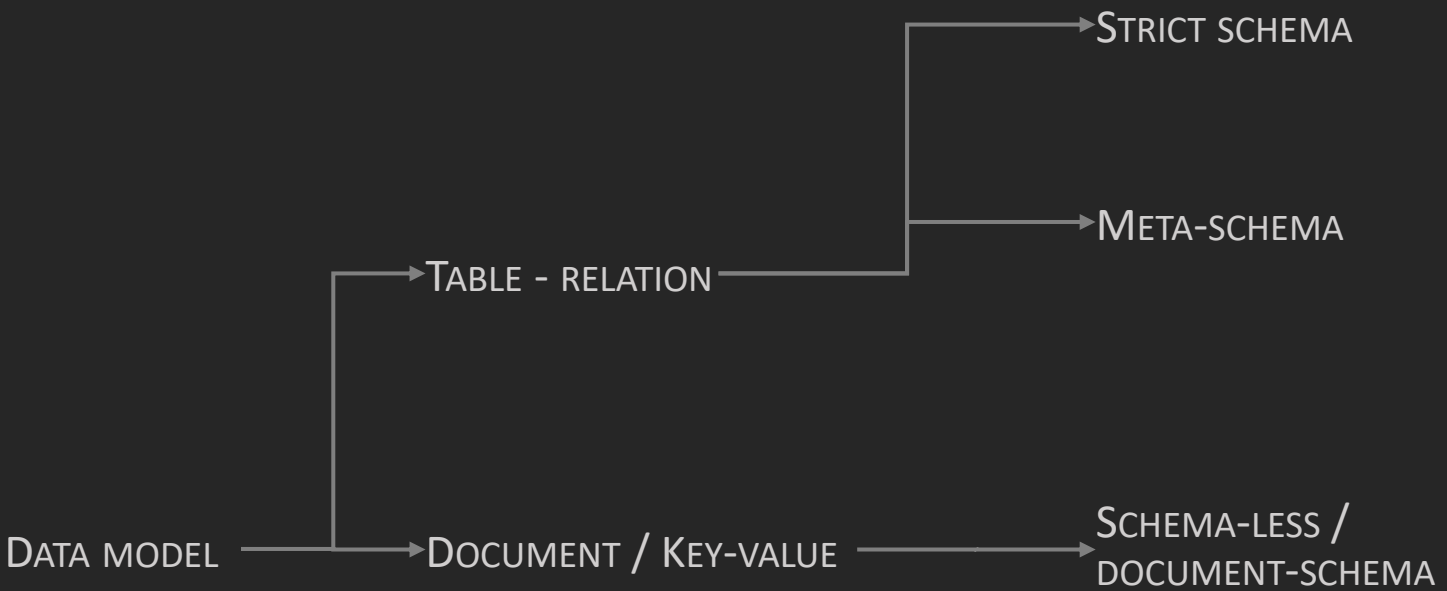 STRICT SCHEMA
META-SCHEMA
TABLE - RELATION
DATA MODEL
DOCUMENT / KEY-VALUE
SCHEMA-LESS /
DOCUMENT-SCHEMA